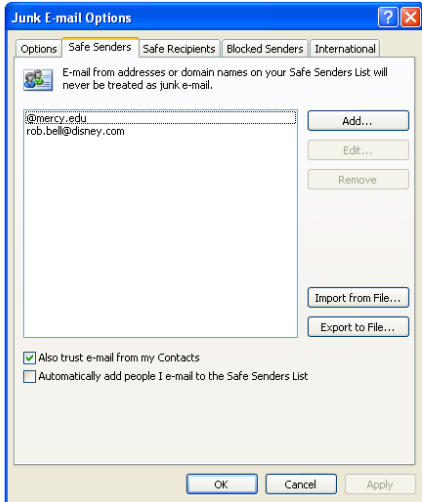 Junk E-mail Options
Options Safe Senders Safe Recipients Blocked Senders International
E-mail from addresses or domain names on your Safe Senders List will
never be treated as junk e-mail.
@mercy.edu
rob.bell@disney.com
Add...
Edit...
Remove
Import from File...
Export to File...
Also trust e-mail from my Contacts
Automatically add people I e-mail to the Safe Senders List
OK Cancel Apply